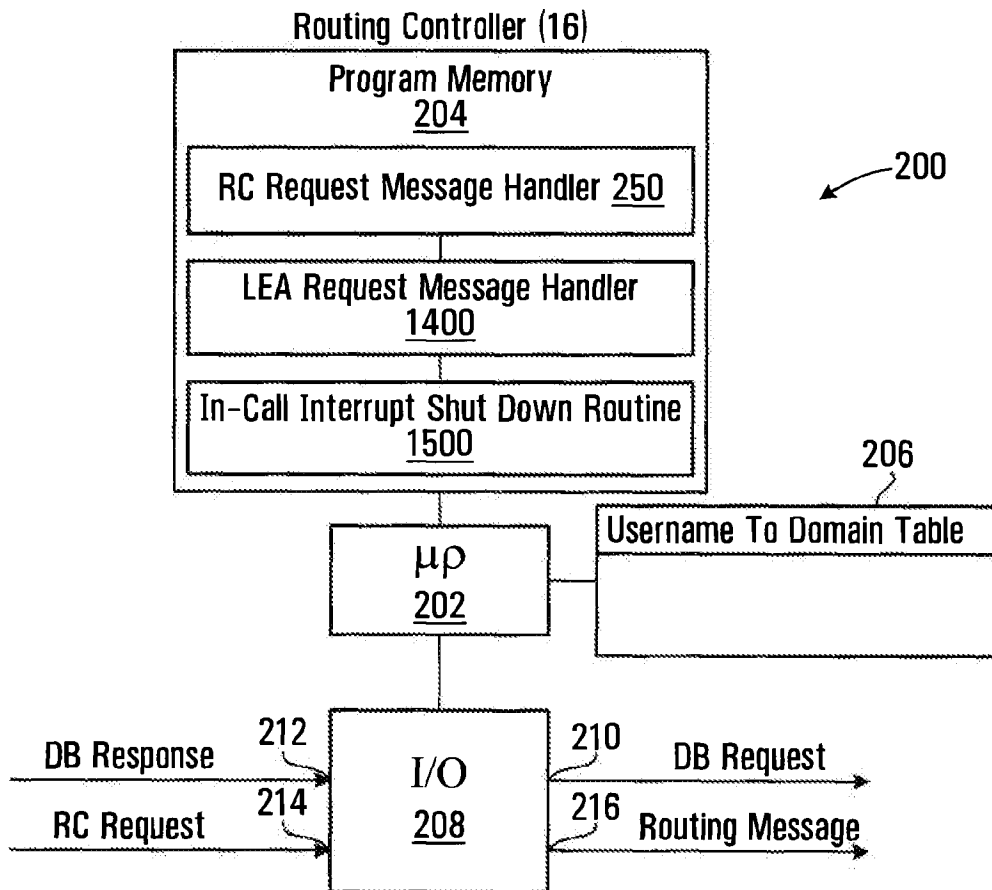 Routing Controller (16)
Program Memory
204
RC Request Message Handler 250
200
LEA Request Message Handler
1400
In-Call Interrupt Shut Down Routine
1500
206
Username To Domain Table
μρ
202
DB Response
212
I/O
208
210
DB Request
RC Request
214
216
Routing Message